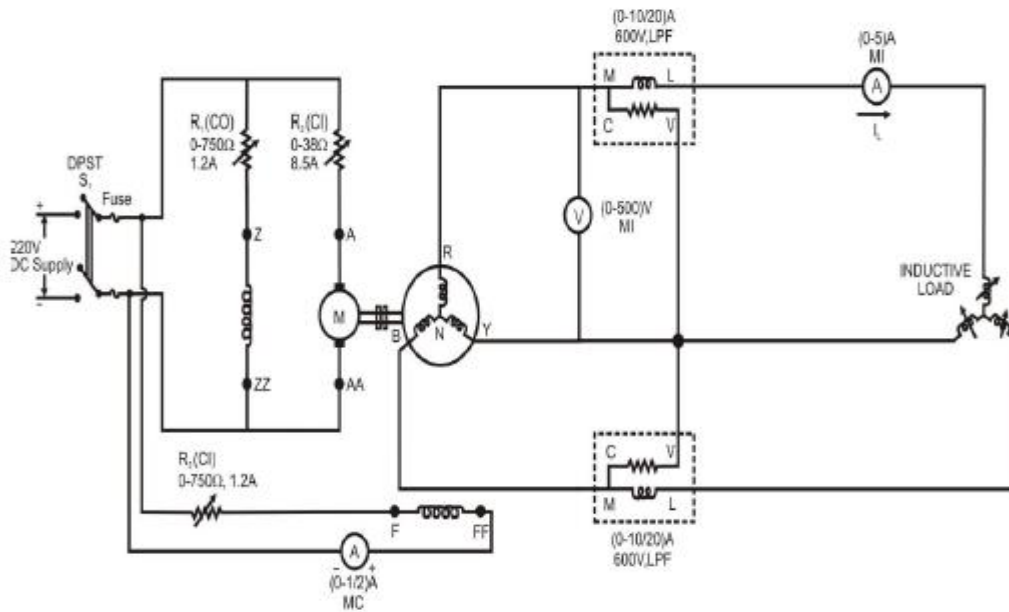 (0-10/20)A
600V,LPF
(0-5)A
MI
M L
A
C V
I
L
R₁(CO)
0-750Ω
1.2A
R₂(CI)
0-38Ω
8.5A
DPST
S₁
Fuse
+
220V
DC Supply
-
Z
A
V
(0-500)V
MI
R
INDUCTIVE
LOAD
M
B
N
Y
ZZ
AA
C V
M L
(0-10/20)A
600V,LPF
(CI)
0-750Ω, 1.2A
F
FF
A
- +
(0-1/2)A
MC